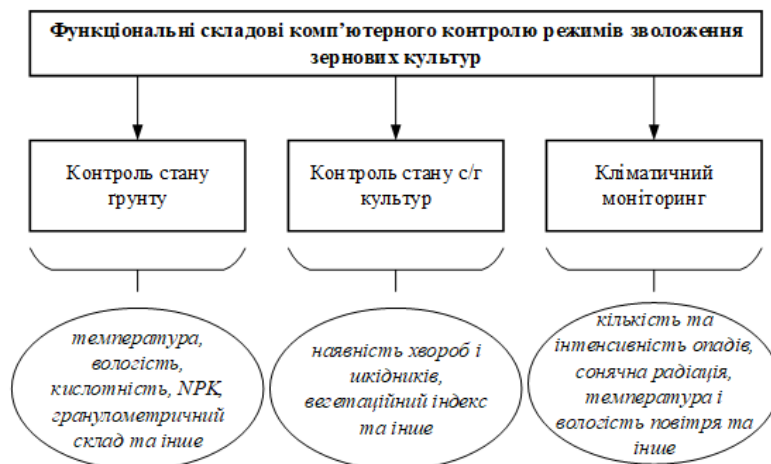 Функціональні складові комп’ютерного контролю режимів зволоження
зернових культур
Контроль стану
ґрунту
Контроль стану с/г
культур
Кліматичний
моніторинг
температура,
вологість,
кислотність, NPK,
гранулометричний
склад та інше
наявність хвороб і
шкідників,
вегетаційний індекс
та інше
кількість та
інтенсивність опадів,
сонячна радіація,
температура і
вологість повітря та
інше